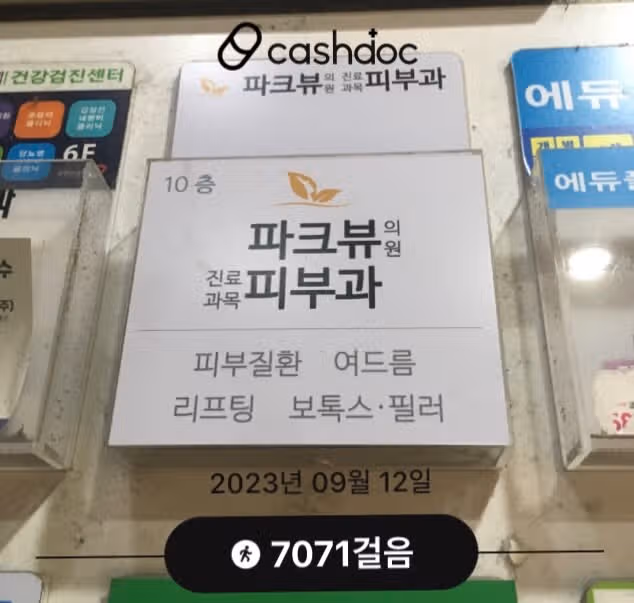 cashdoc
건강검진센터
6F
파크뷰의원 진료과목 피부과
에듀
에듀
10층
파크뷰의원
진료과목 피부과
피부질환 여드름
리프팅 보톡스·필러
2023년 09월 12일
7071걸음